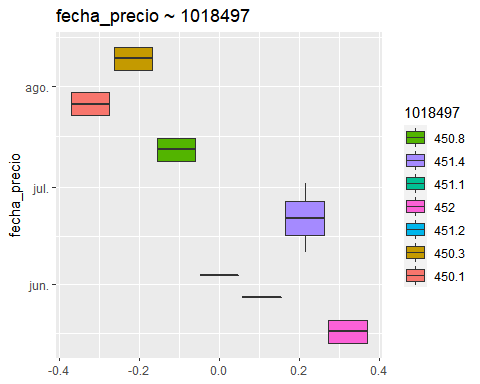 fecha_precio ~ 1018497
ago.
jul.
jun.
fecha_precio
-0.4 -0.2 0.0 0.2 0.4
1018497
450.8
451.4
451.1
452
451.2
450.3
450.1